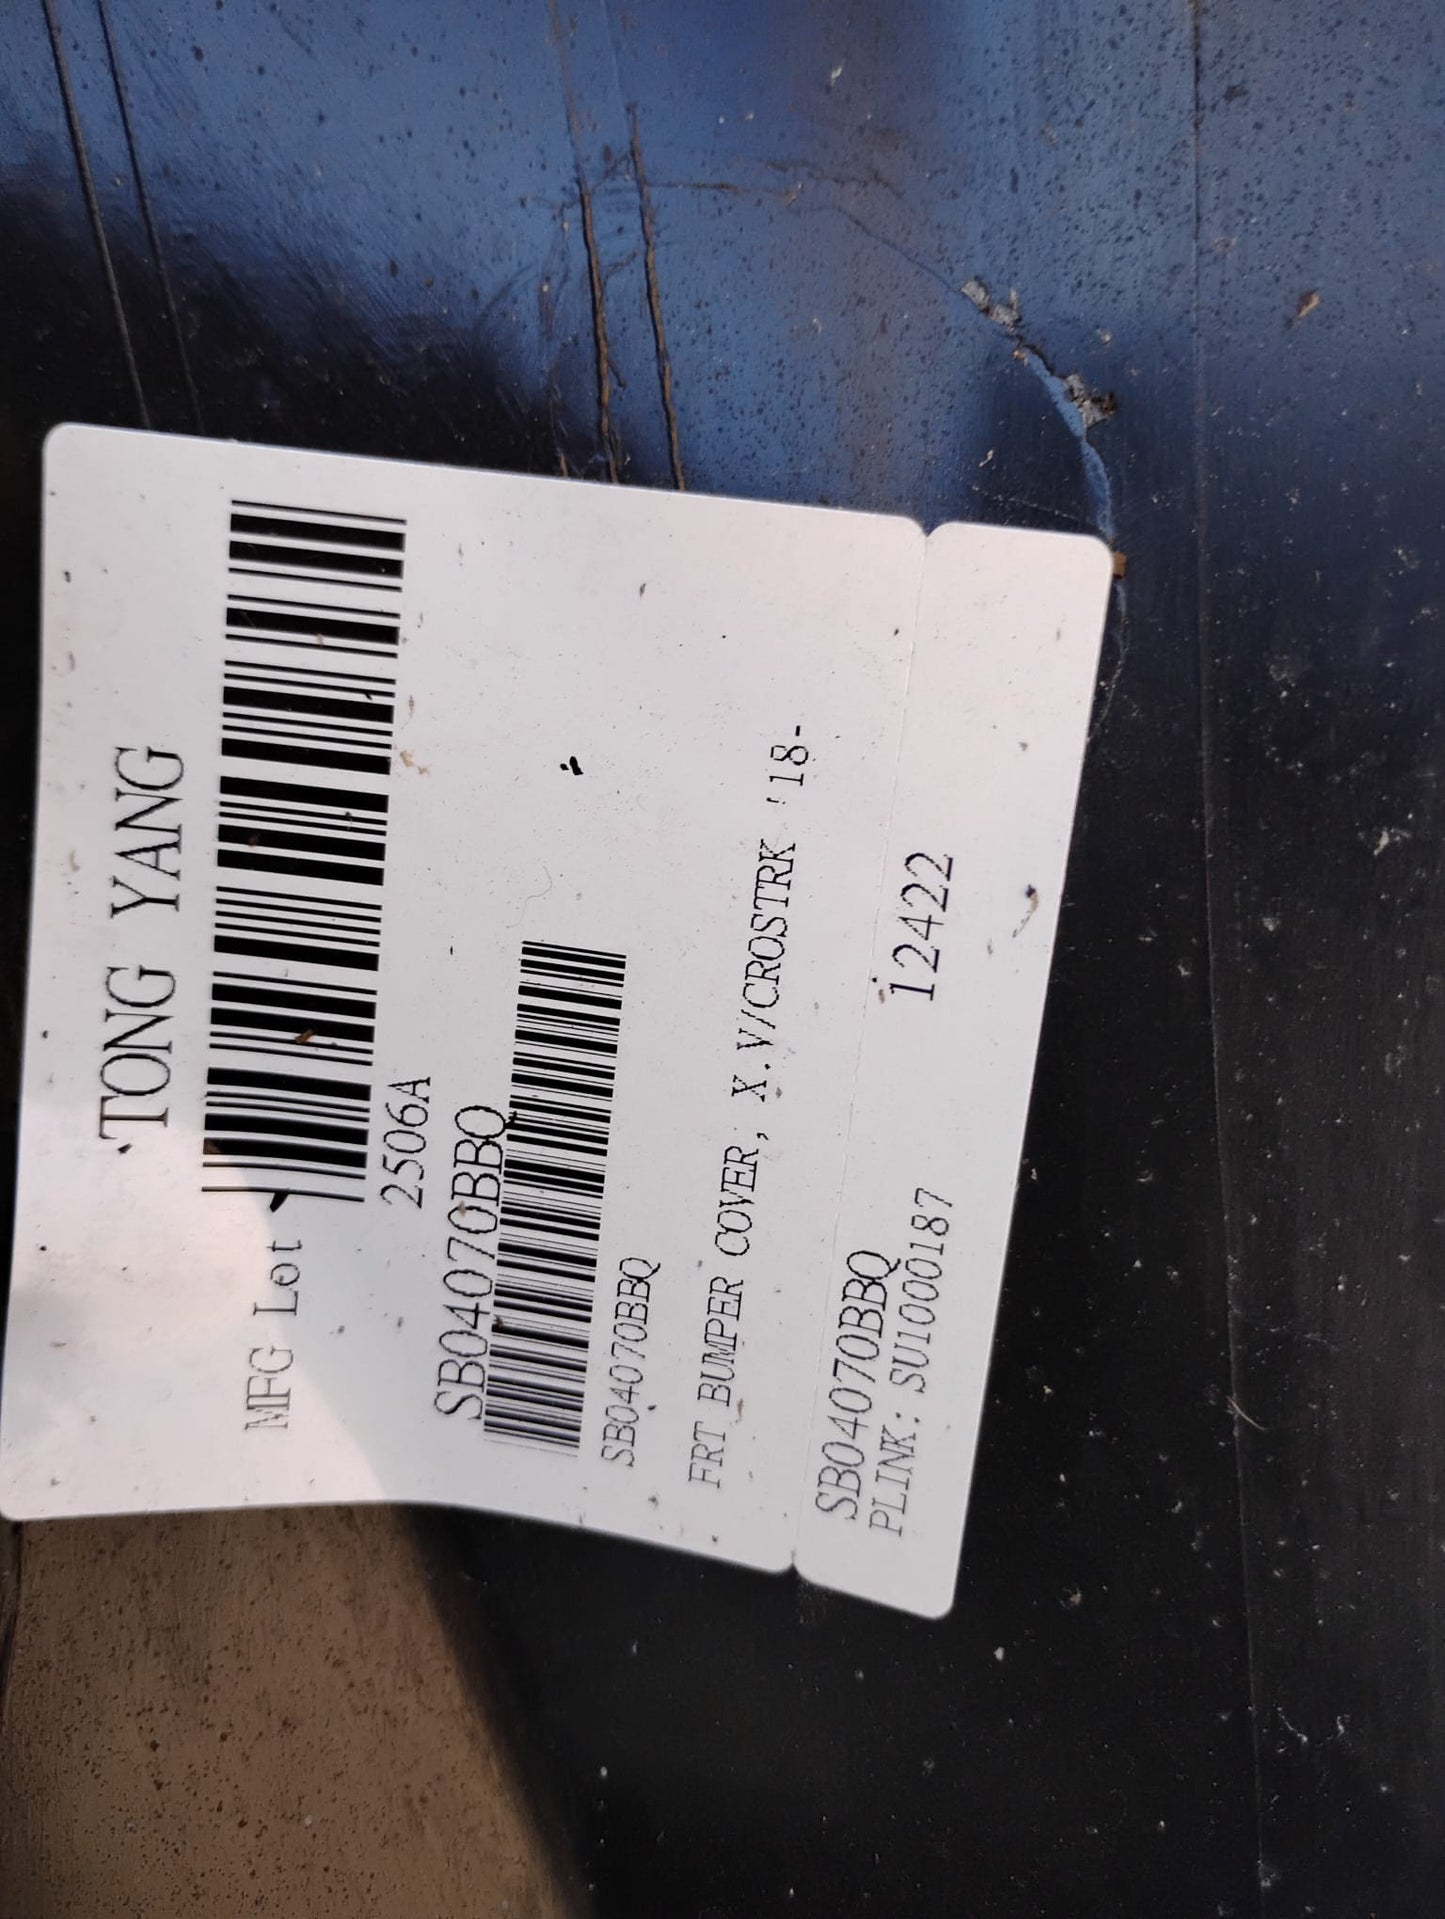 TONG YANG
MFG Lot
2506A
SB04070BBQ
SB04070BBQ
FRT BUMPER COVER, X.V/CROSTRK '18-
SB04070BBQ 12422
PLINK: SU1000187